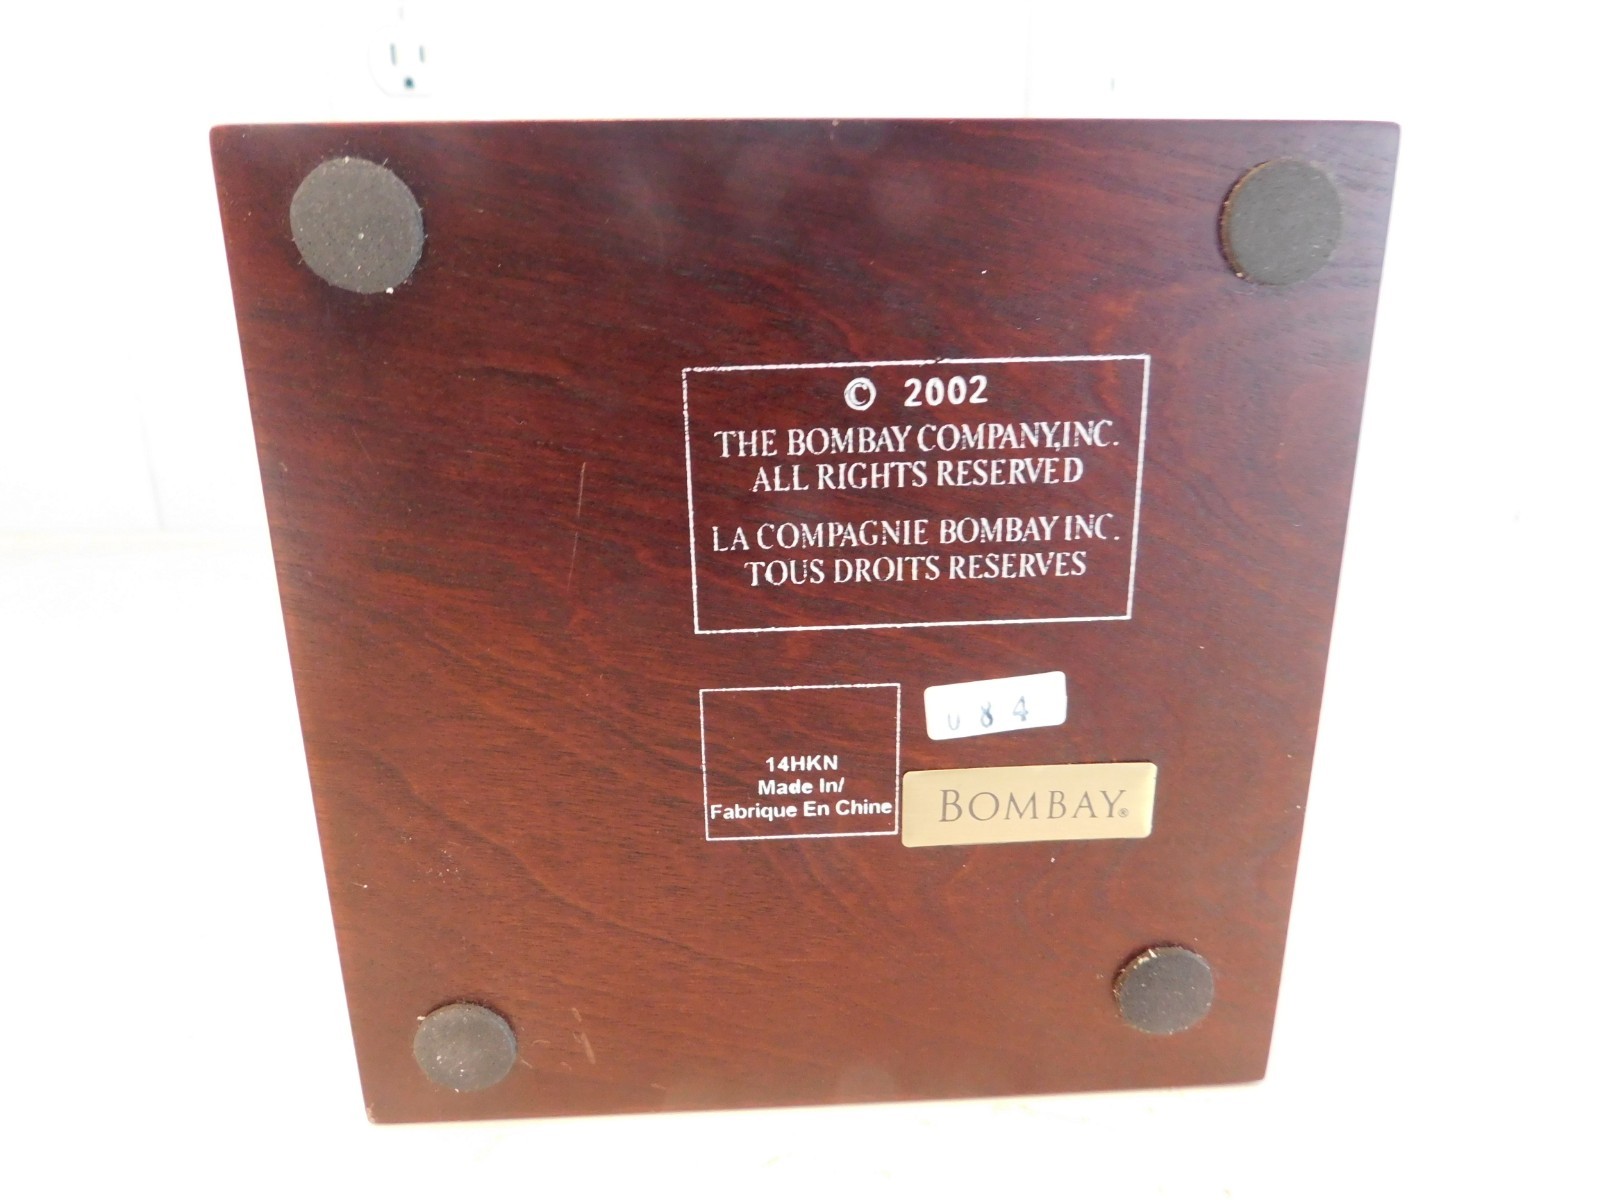 © 2002
THE BOMBAY COMPANY, INC.
ALL RIGHTS RESERVED
LA COMPAGNIE BOMBAY INC.
TOUS DROITS RESERVES
084
14HKN
Made In/
Fabrique En Chine
BOMBAY®